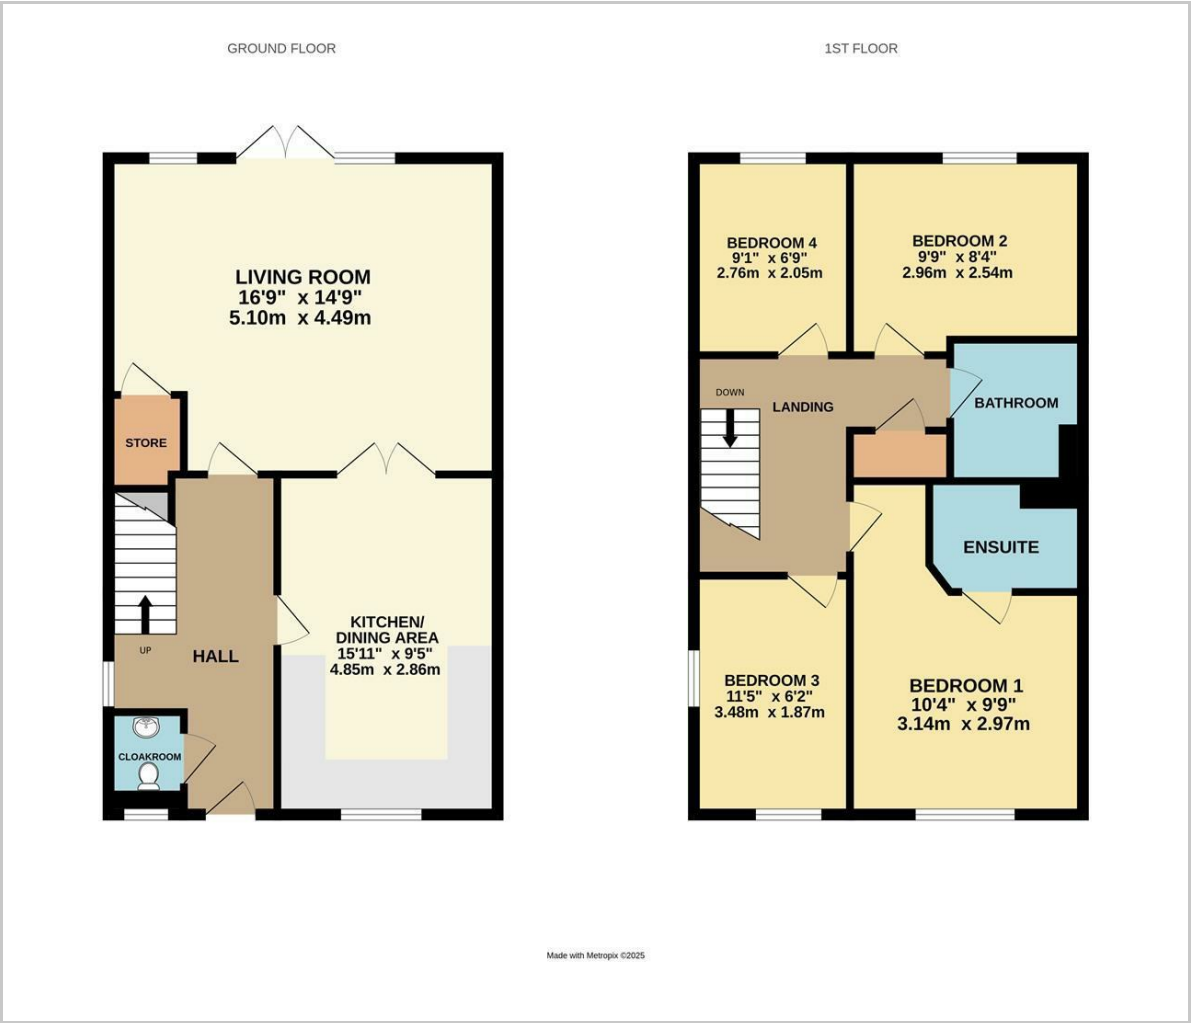 GROUND FLOOR
1ST FLOOR
LIVING ROOM
16'9" x 14'9"
5.10m x 4.49m
STORE
UP
HALL
CLOAKROOM
KITCHEN/
DINING AREA
15'11" x 9'5"
4.85m x 2.86m
BEDROOM 4
9'1" x 6'9"
2.76m x 2.05m
BEDROOM 2
9'9" x 8'4"
2.96m x 2.54m
DOWN
LANDING
BATHROOM
ENSUITE
BEDROOM 3
11'5" x 6'2"
3.48m x 1.87m
BEDROOM 1
10'4" x 9'9"
3.14m x 2.97m
Made with Metropix ©2025